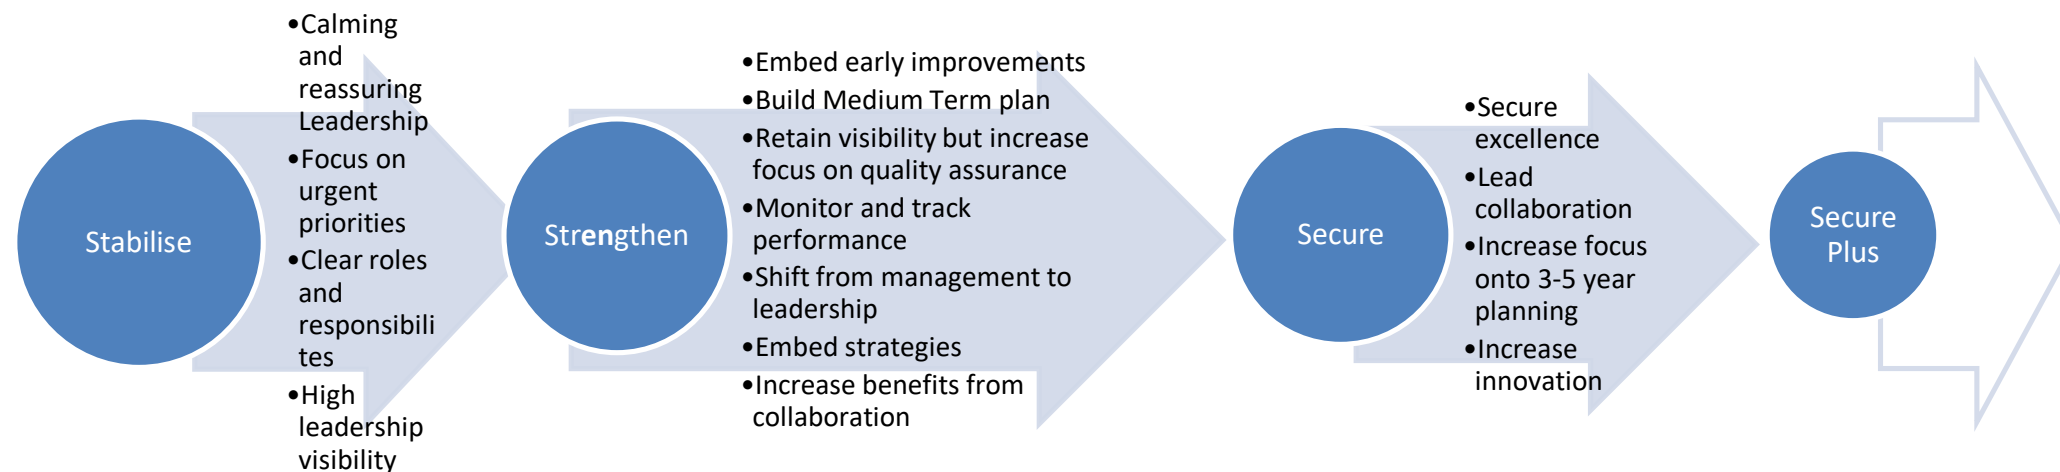 Stabilise
•Calming
and
reassuring
Leadership
•Focus on
urgent
priorities
•Clear roles
and
responsibili
tes
•High
leadership
visibility
Strengthen
•Embed early improvements
•Build Medium Term plan
•Retain visibility but increase
focus on quality assurance
•Monitor and track
performance
•Shift from management to
leadership
•Embed strategies
•Increase benefits from
collaboration
Secure
•Secure
excellence
•Lead
collaboration
•Increase focus
onto 3-5 year
planning
•Increase
innovation
Secure
Plus